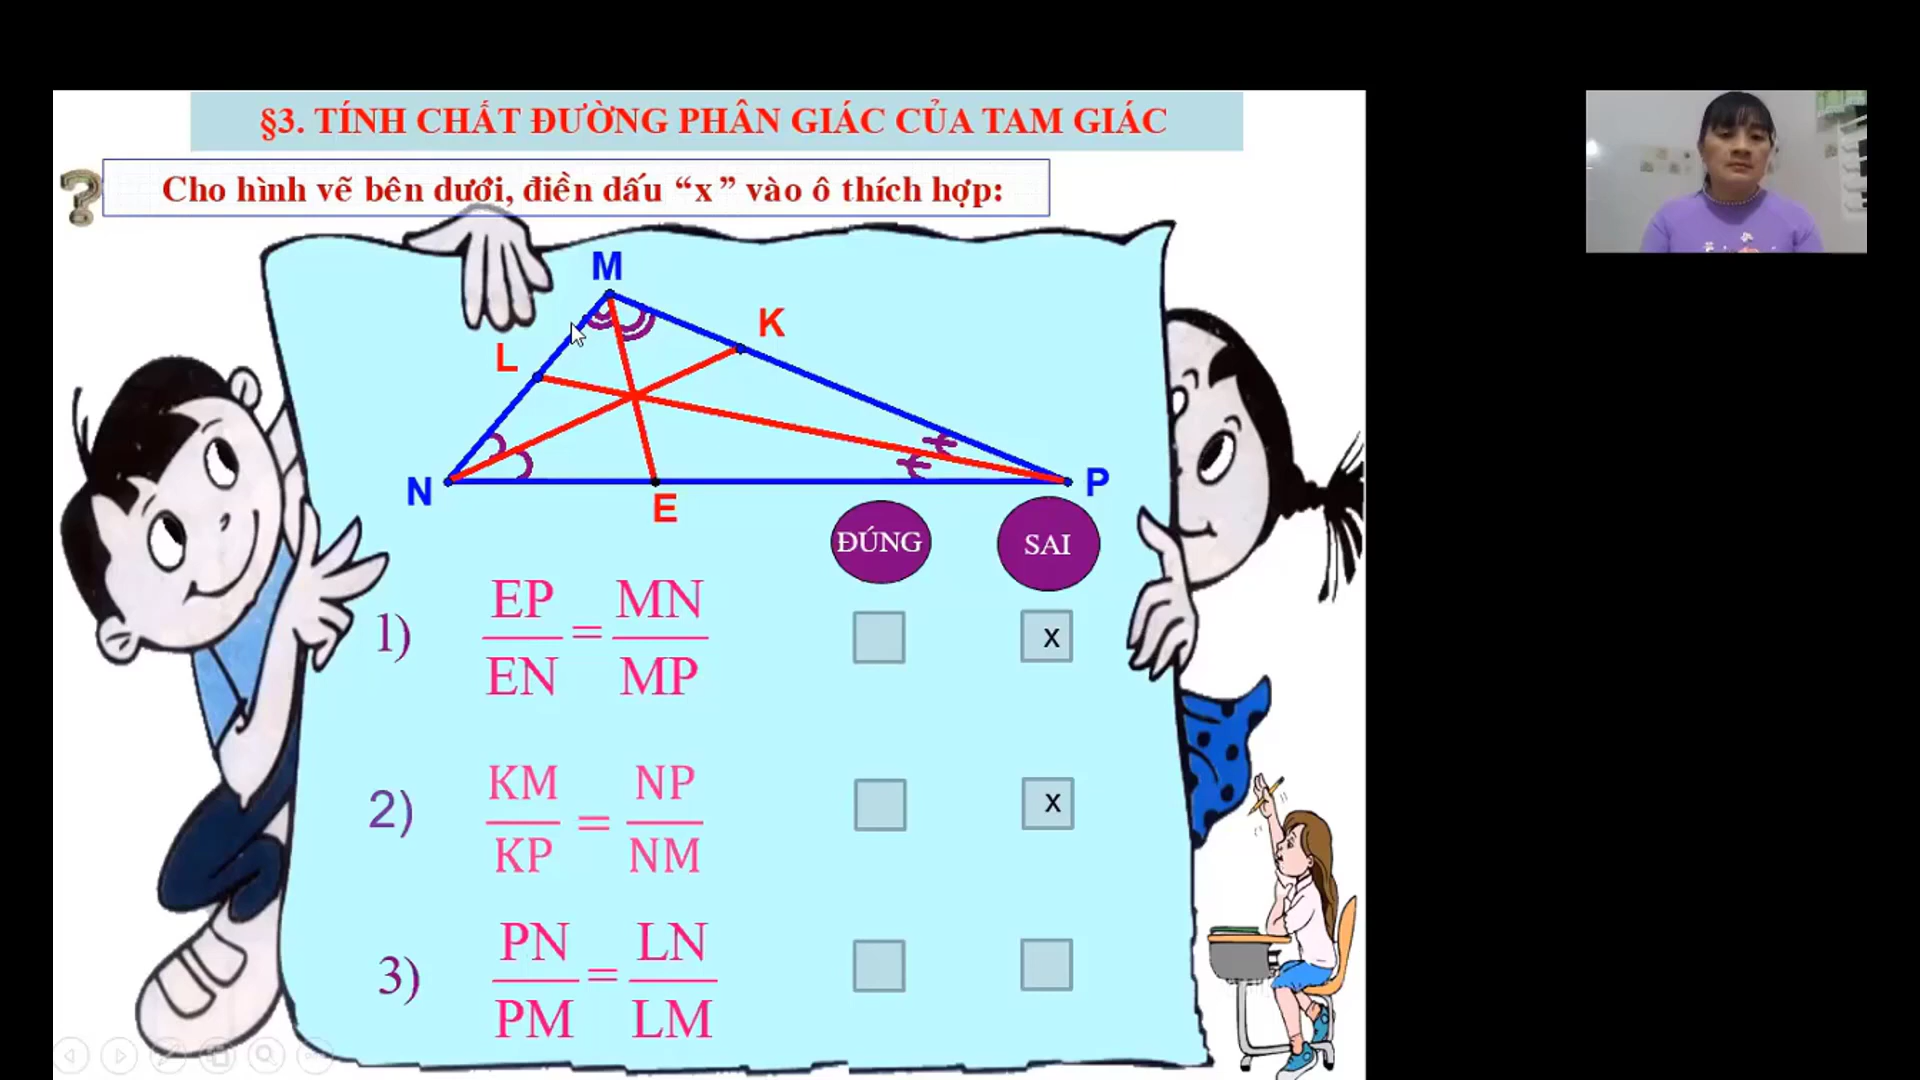 §3. TÍNH CHẤT ĐƯỜNG PHÂN GIÁC CỦA TAM GIÁC
Cho hình vẽ bên dưới, điền dấu “x” vào ô thích hợp:
M
K
L
N
P
E
ĐÚNG SAI
1) EP/EN = MN/MP x
2) KM/KP = NP/NM x
3) PN/PM = LN/LM